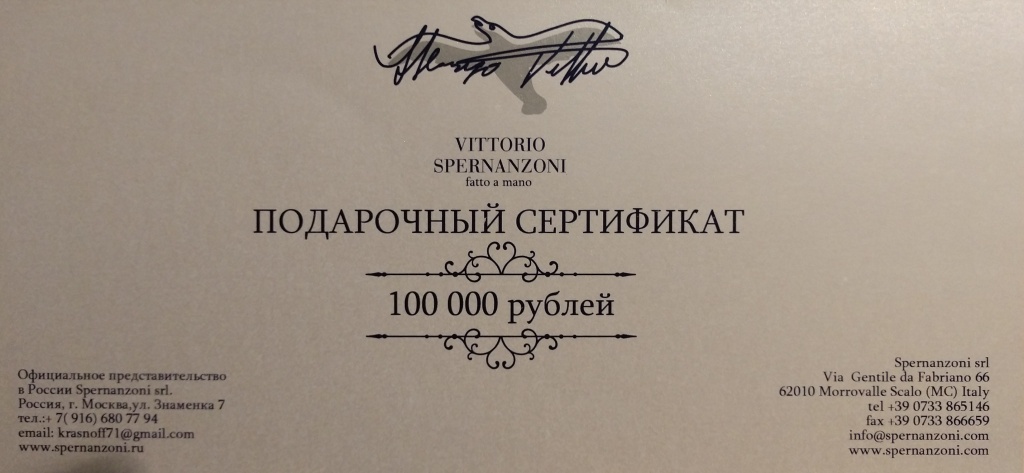 VITTORIO
SPERNANZONI
fatto a mano
ПОДАРОЧНЫЙ СЕРТИФИКАТ
100 000 рублей
Официальное представительство
в России Spernanzoni srl.
Россия, г. Москва,ул. Знаменка 7
тел.:+ 7( 916) 680 77 94
email: krasnoff71@gmail.com
www.spernanzoni.ru
Spernanzoni srl
Via Gentile da Fabriano 66
62010 Morrovalle Scalo (MC) Italy
tel +39 0733 865146
fax +39 0733 866659
info@spernanzoni.com
www.spernanzoni.com